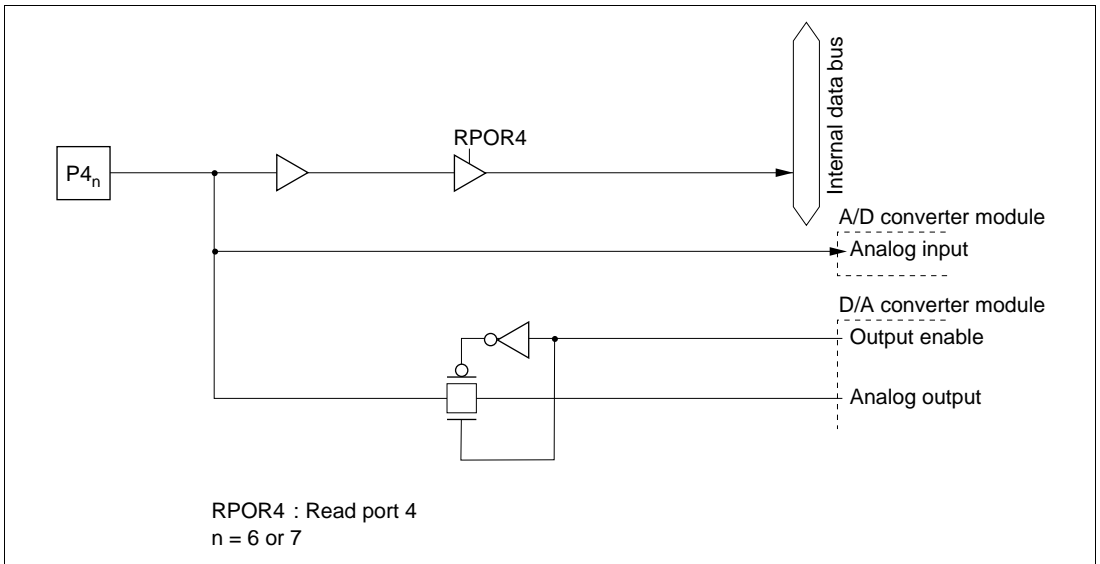 Internal data bus
RPOR4
P4n
A/D converter module
Analog input
D/A converter module
Output enable
Analog output
RPOR4 : Read port 4
n = 6 or 7